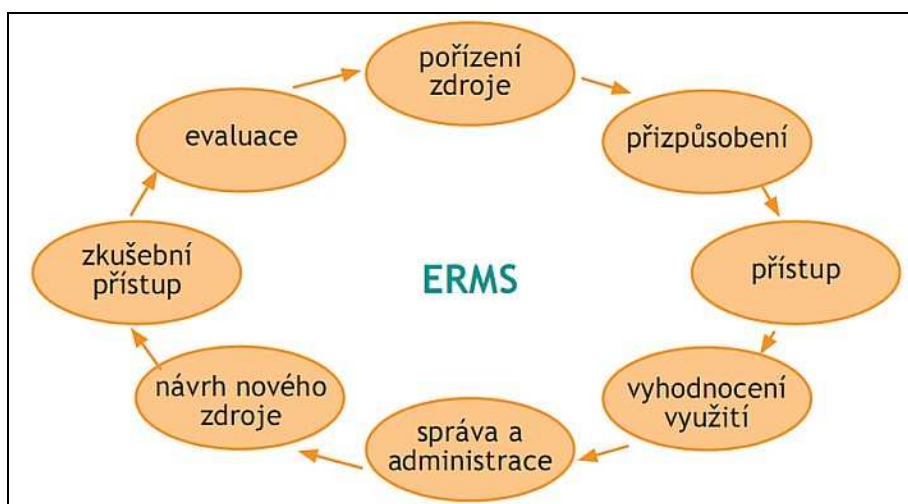 pořízení
zdroje
přizpůsobení
přístup
vyhodnocení
využití
správa a
administrace
návrh nového
zdroje
zkušební
přístup
evaluace
ERMS